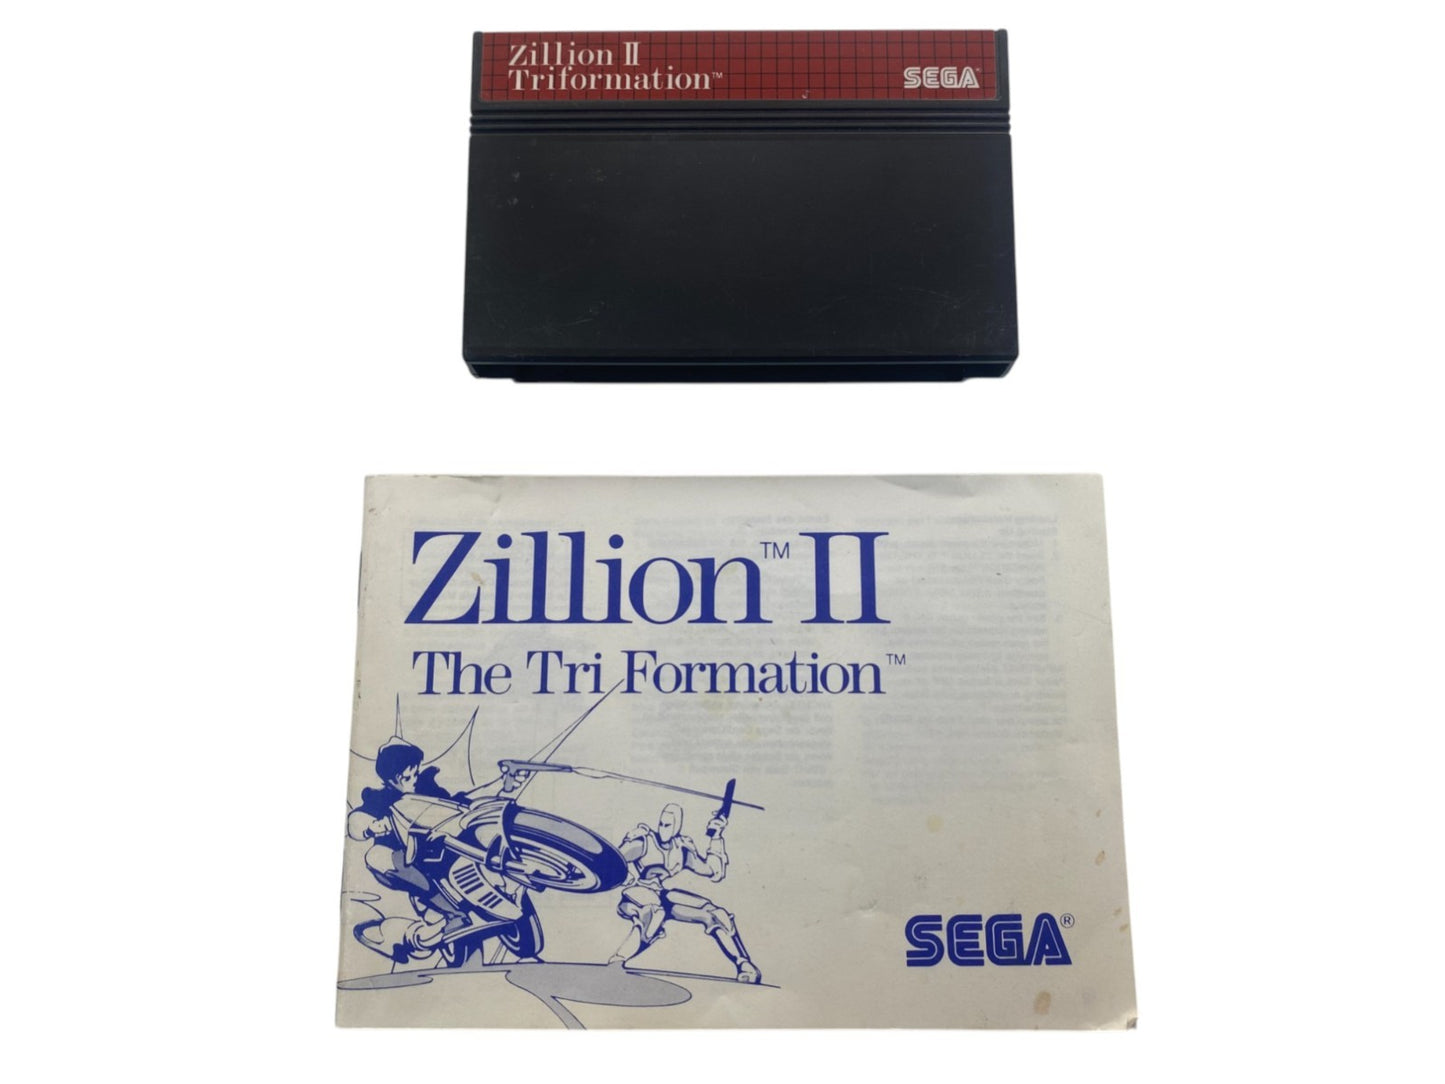 Zillion II
Triformation™
SEGA®
Zillion™ II
The Tri Formation™
SEGA®